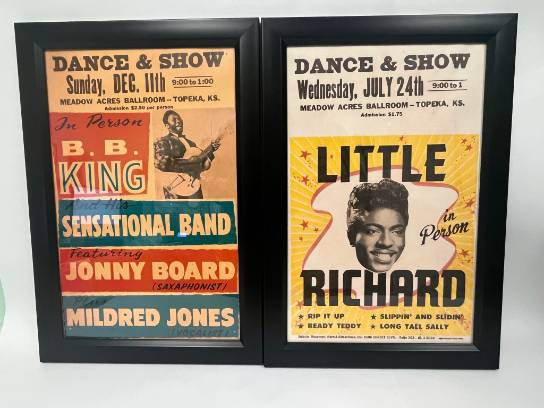 DANCE & SHOW
Sunday, DEC. 11th 9:00 to 1:00
MEADOW ACRES BALLROOM - TOPEKA, KS.
Admission $2.50 per person
In Person
B. B.
KING
And His
SENSATIONAL BAND
Featuring
JONNY BOARD
(SAXAPHONIST)
Plus
MILDRED JONES
(VOCALIST)
DANCE & SHOW
Wednesday, JULY 24th 9:00 to 1
MEADOW ACRES BALLROOM - TOPEKA, KS.
Admission $1.75
LITTLE
in
Person
RICHARD
★ RIP IT UP ★ SLIPPIN' AND SLIDIN'
★ READY TEDDY ★ LONG TALL SALLY